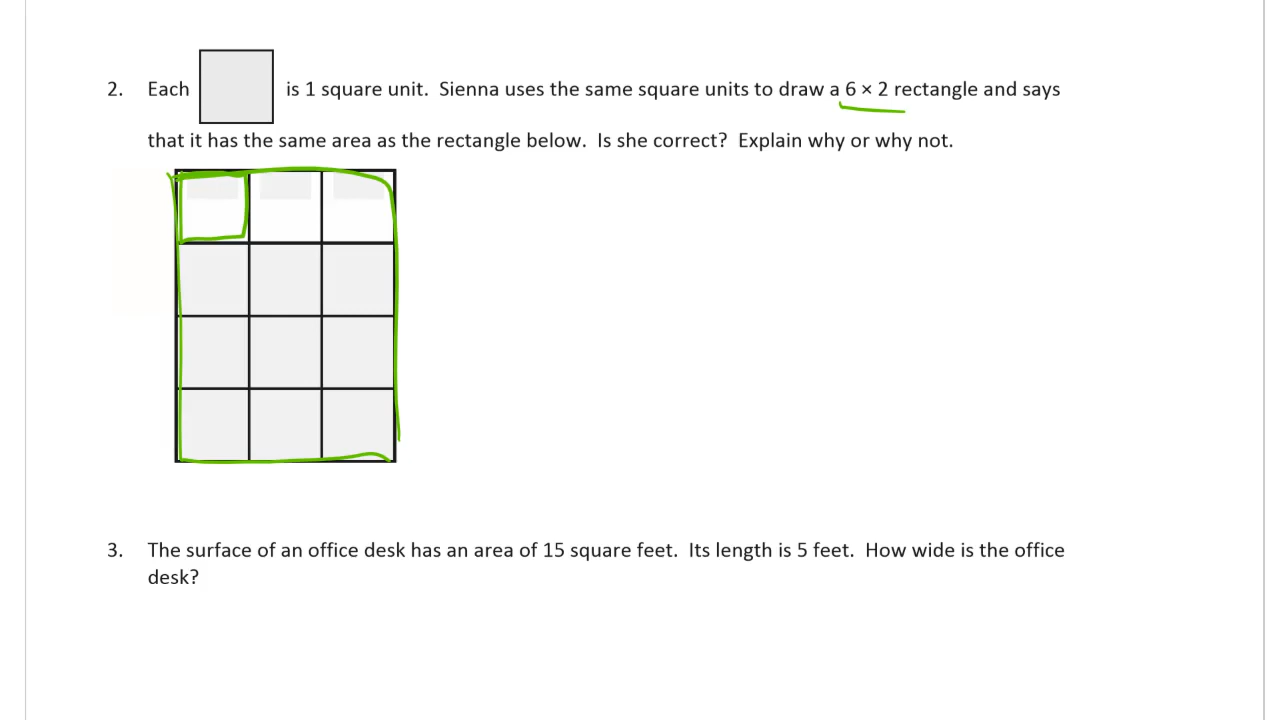 2. Each is 1 square unit. Sienna uses the same square units to draw a 6 × 2 rectangle and says
that it has the same area as the rectangle below. Is she correct? Explain why or why not.
3. The surface of an office desk has an area of 15 square feet. Its length is 5 feet. How wide is the office
desk?